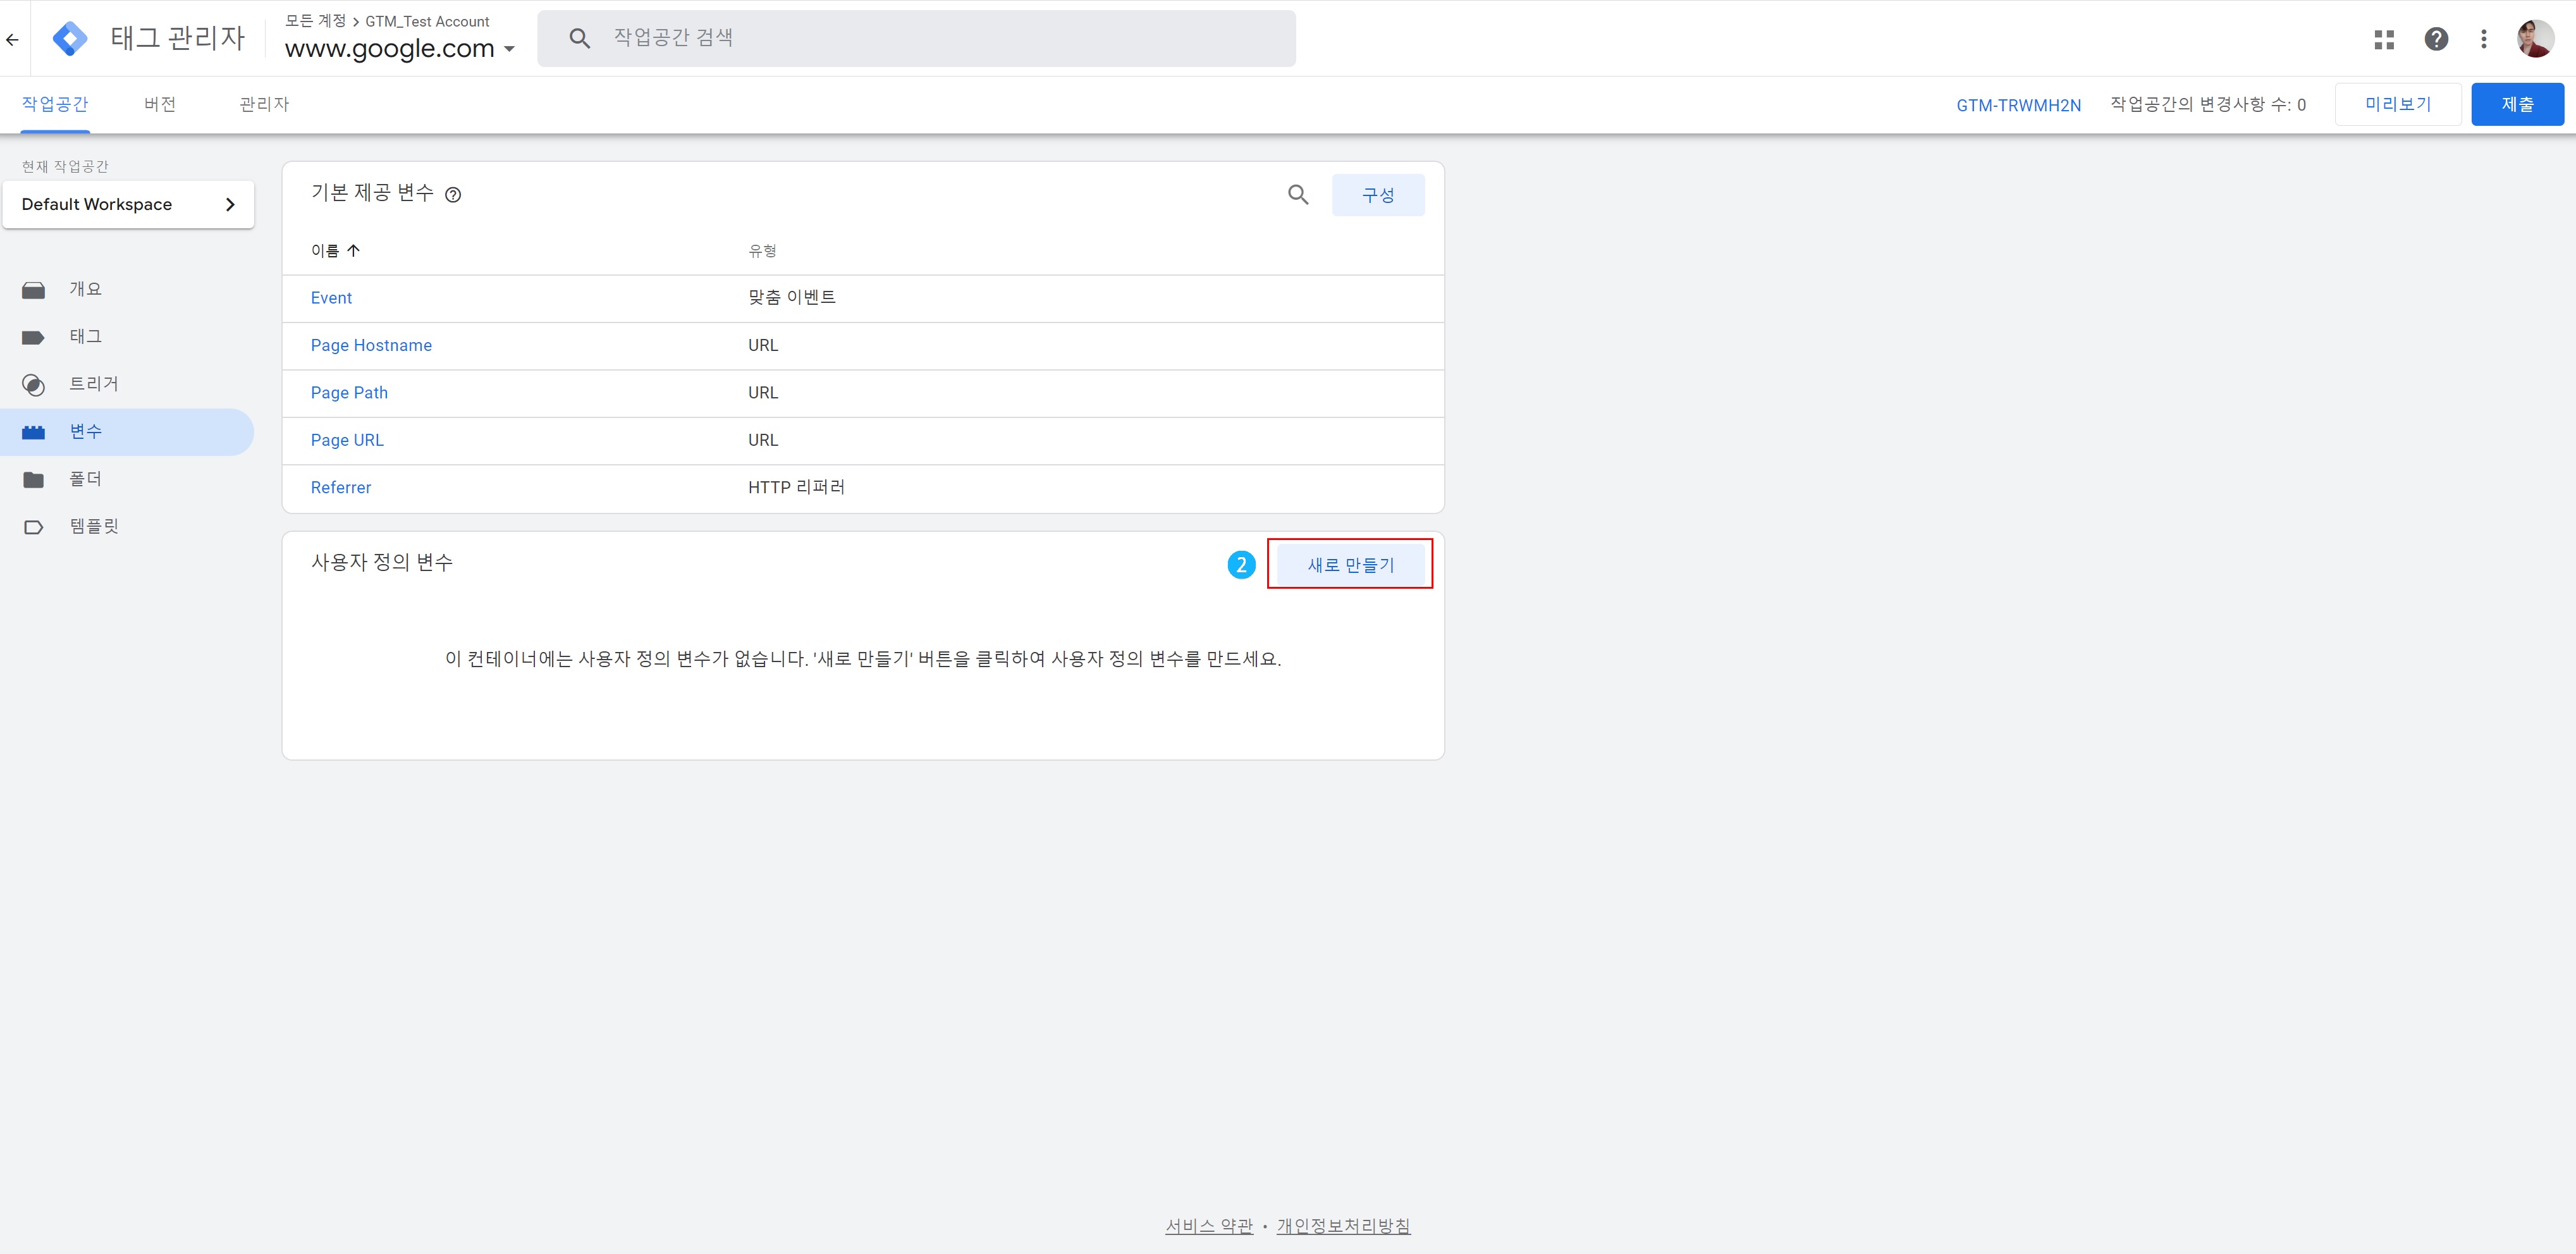 모든 계정 > GTM_Test Account
태그 관리자
www.google.com
작업공간 검색
작업공간 버전 관리자
GTM-TRWMH2N 작업공간의 변경사항 수: 0 미리보기 제출
현재 작업공간
Default Workspace
개요
태그
트리거
변수
폴더
템플릿
기본 제공 변수
구성
이름 유형
Event 맞춤 이벤트
Page Hostname URL
Page Path URL
Page URL URL
Referrer HTTP 리퍼러
사용자 정의 변수
2 새로 만들기
이 컨테이너에는 사용자 정의 변수가 없습니다. '새로 만들기' 버튼을 클릭하여 사용자 정의 변수를 만드세요.
서비스 약관 • 개인정보처리방침